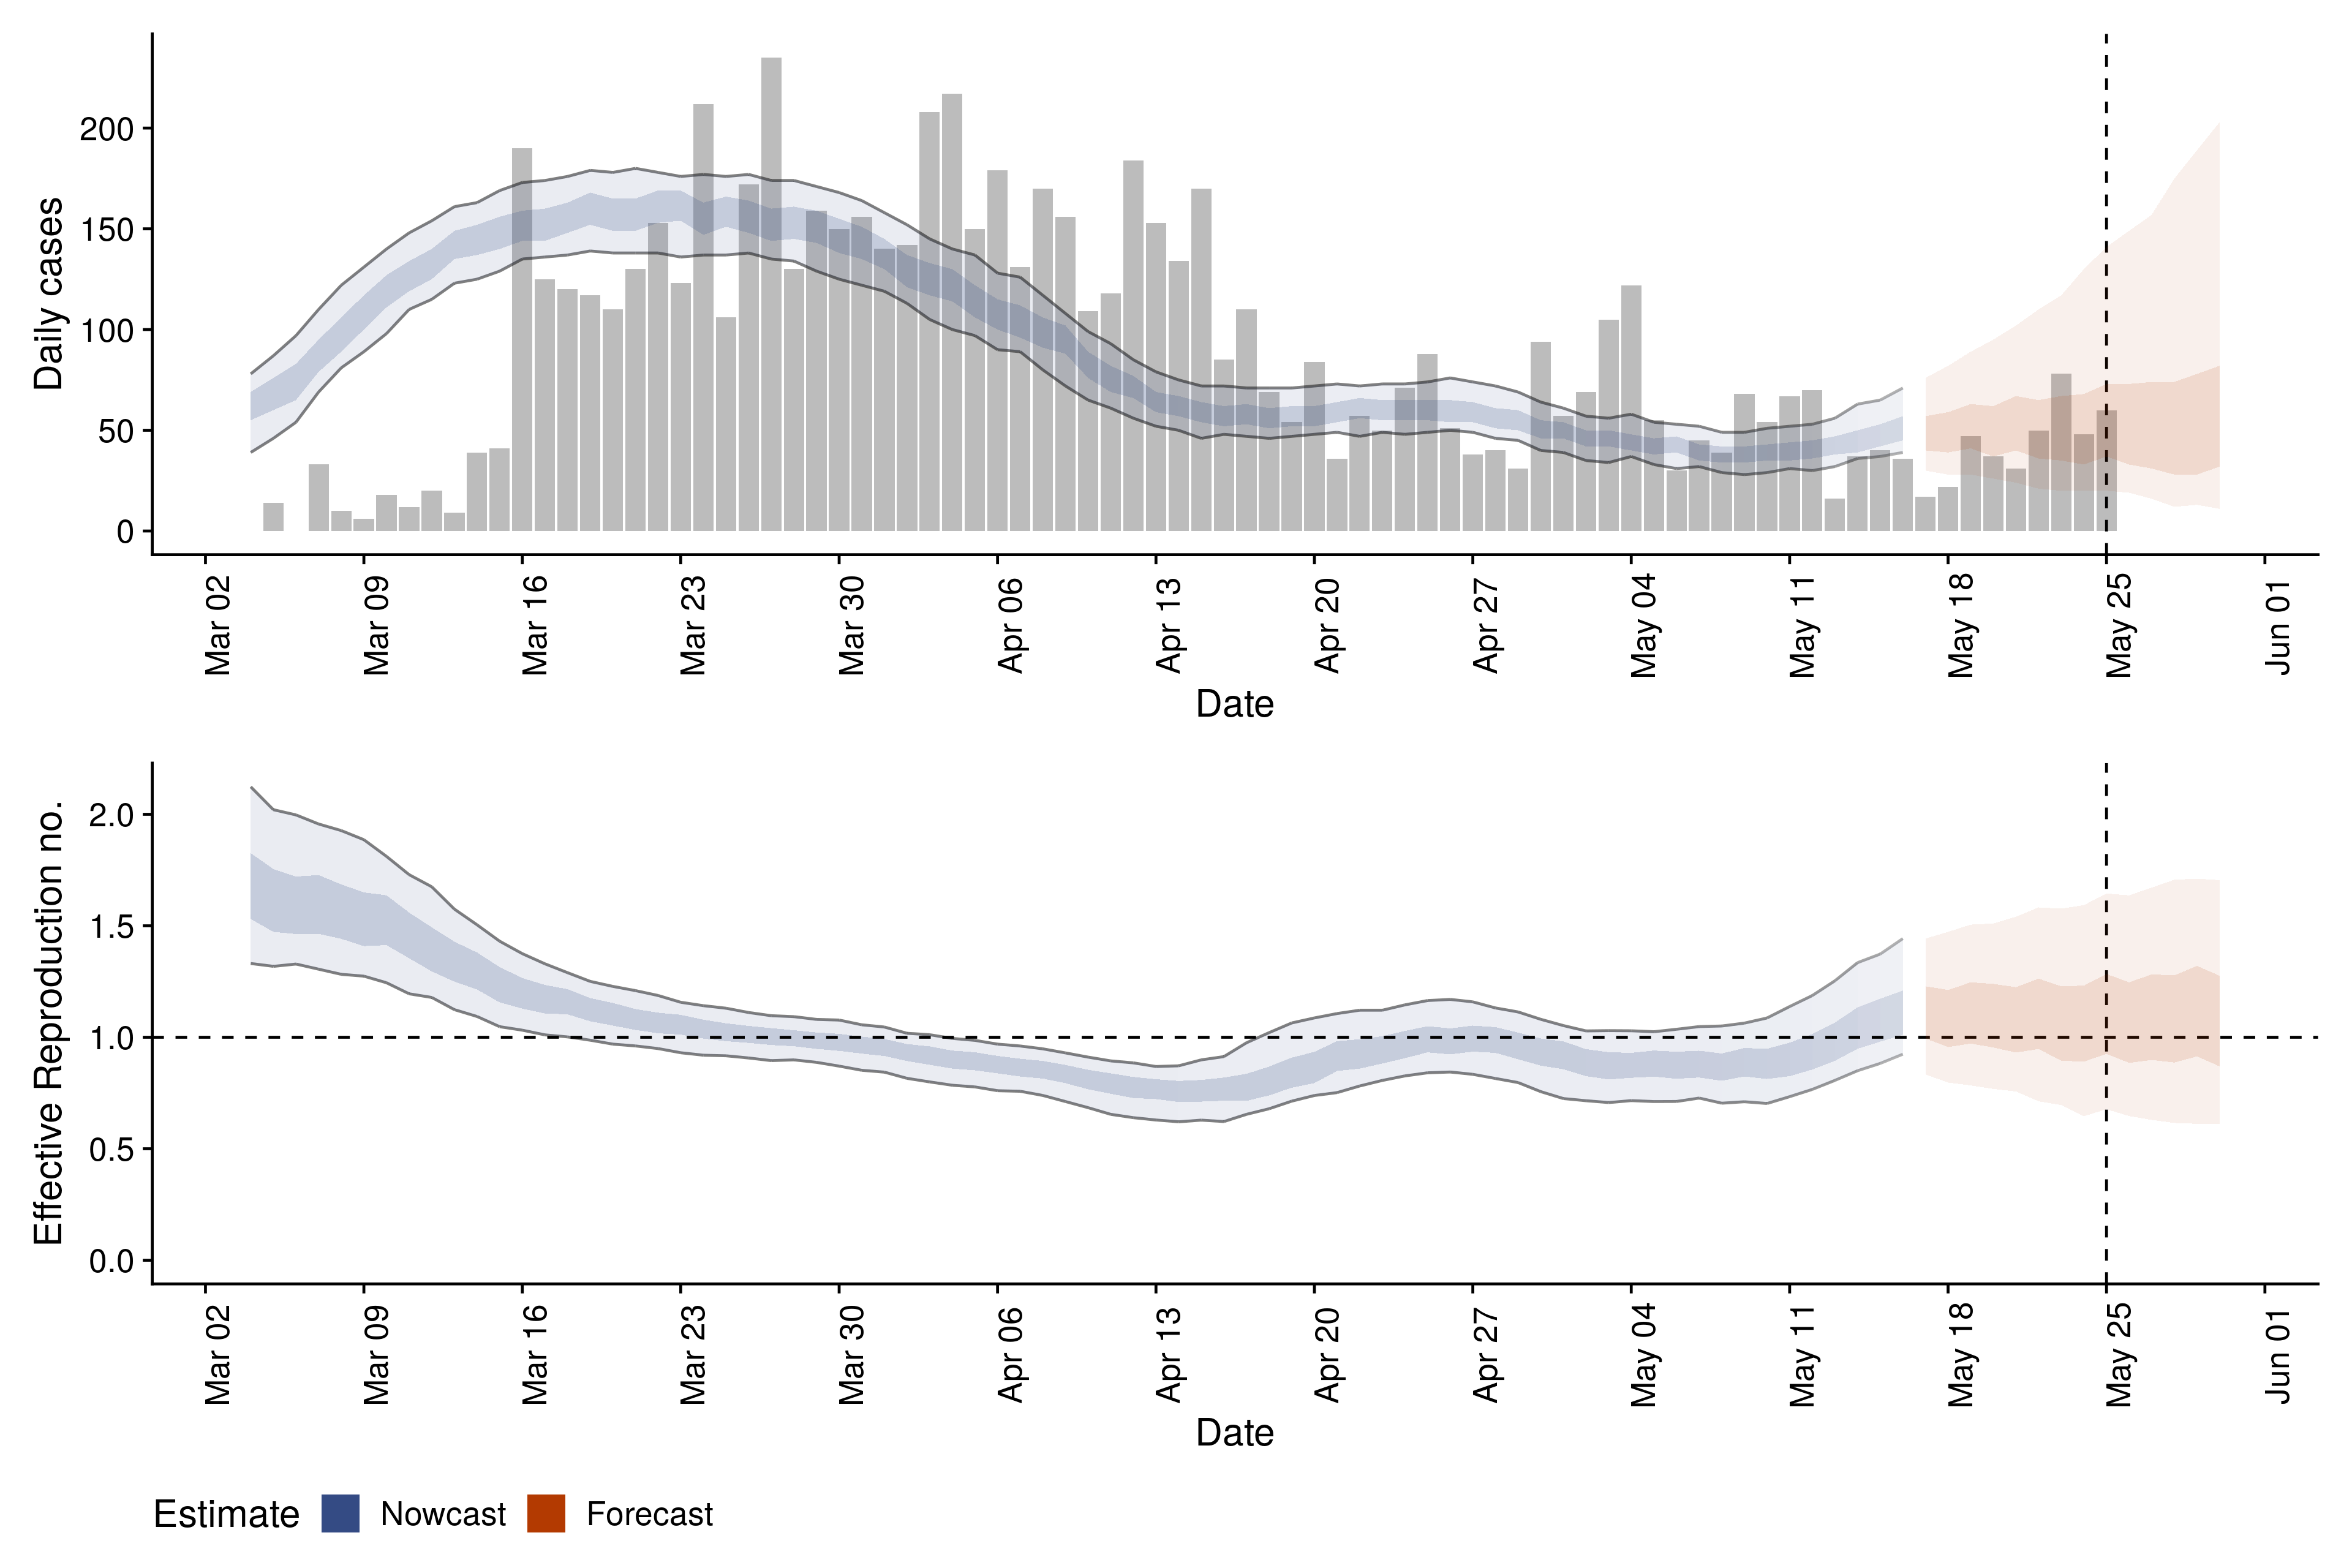 Daily cases
200
150
100
50
0
Mar 02
Mar 09
Mar 16
Mar 23
Mar 30
Apr 06
Apr 13
Apr 20
Apr 27
May 04
May 11
May 18
May 25
Jun 01
Date
Effective Reproduction no.
2.0
1.5
1.0
0.5
0.0
Mar 02
Mar 09
Mar 16
Mar 23
Mar 30
Apr 06
Apr 13
Apr 20
Apr 27
May 04
May 11
May 18
May 25
Jun 01
Date
Estimate Nowcast Forecast